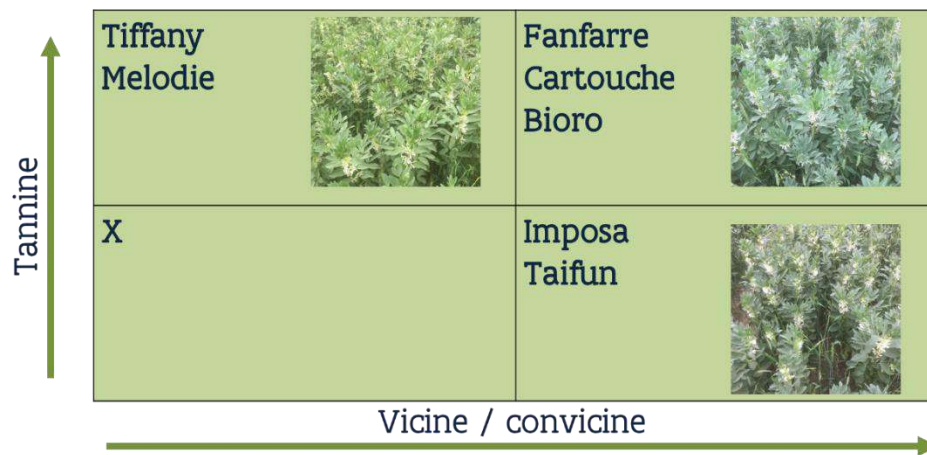 Tannine
Tiffany
Melodie
Fanfarre
Cartouche
Bioro
X
Imposa
Taifun
Vicine / convicine